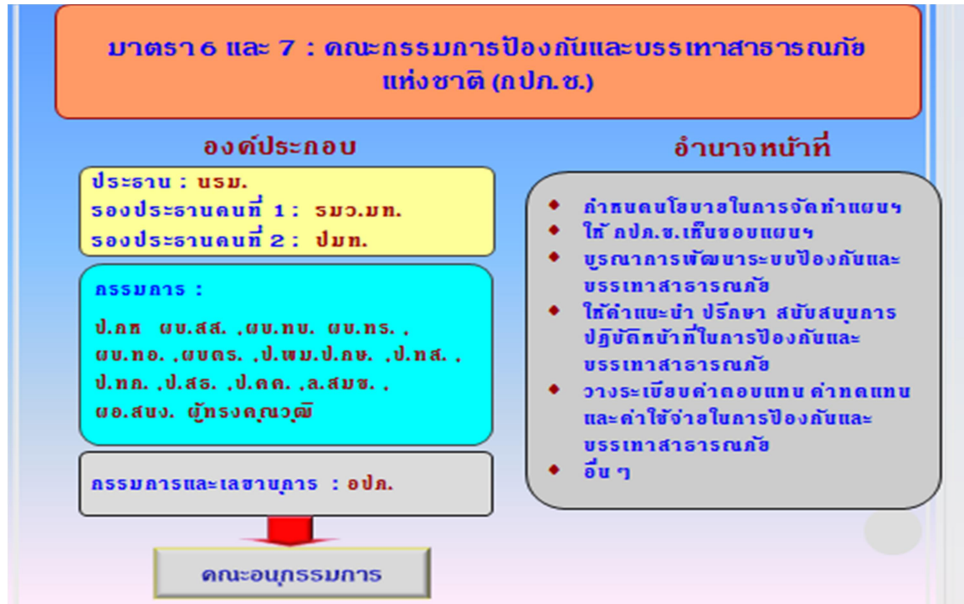 มาตรา 6 และ 7 : คณะกรรมการป้องกันและบรรเทาสาธารณภัย
แห่งชาติ (กปภ.ช.)
องค์ประกอบ
ประธาน : นรม.
รองประธานคนที่ 1 : รมว.มท.
รองประธานคนที่ 2 : ปมท.
กรรมการ :
ป.กห ผบ.สส. ,ผบ.ทบ. ผบ.ทร. ,
ผบ.ทอ. ,ผบตร. ,ป.พม.ป.กษ. ,ป.ทส. ,
ป.ทก. ,ป.สธ. ,ป.คค. ,ล.สมช. ,
ผอ.สนง. ผู้ทรงคุณวุฒิ
กรรมการและเลขานุการ : อปภ.
คณะอนุกรรมการ
อำนาจหน้าที่
◆ กำหนดนโยบายในการจัดทำแผนฯ
◆ ให้ กปภ.ช.เห็นชอบแผนฯ
◆ บูรณาการพัฒนาระบบป้องกันและ
บรรเทาสาธารณภัย
◆ ให้คำแนะนำ ปรึกษา สนับสนุนการ
ปฏิบัติหน้าที่ในการป้องกันและ
บรรเทาสาธารณภัย
◆ วางระเบียบค่าตอบแทน ค่าทดแทน
และค่าใช้จ่ายในการป้องกันและ
บรรเทาสาธารณภัย
◆ อื่น ๆ